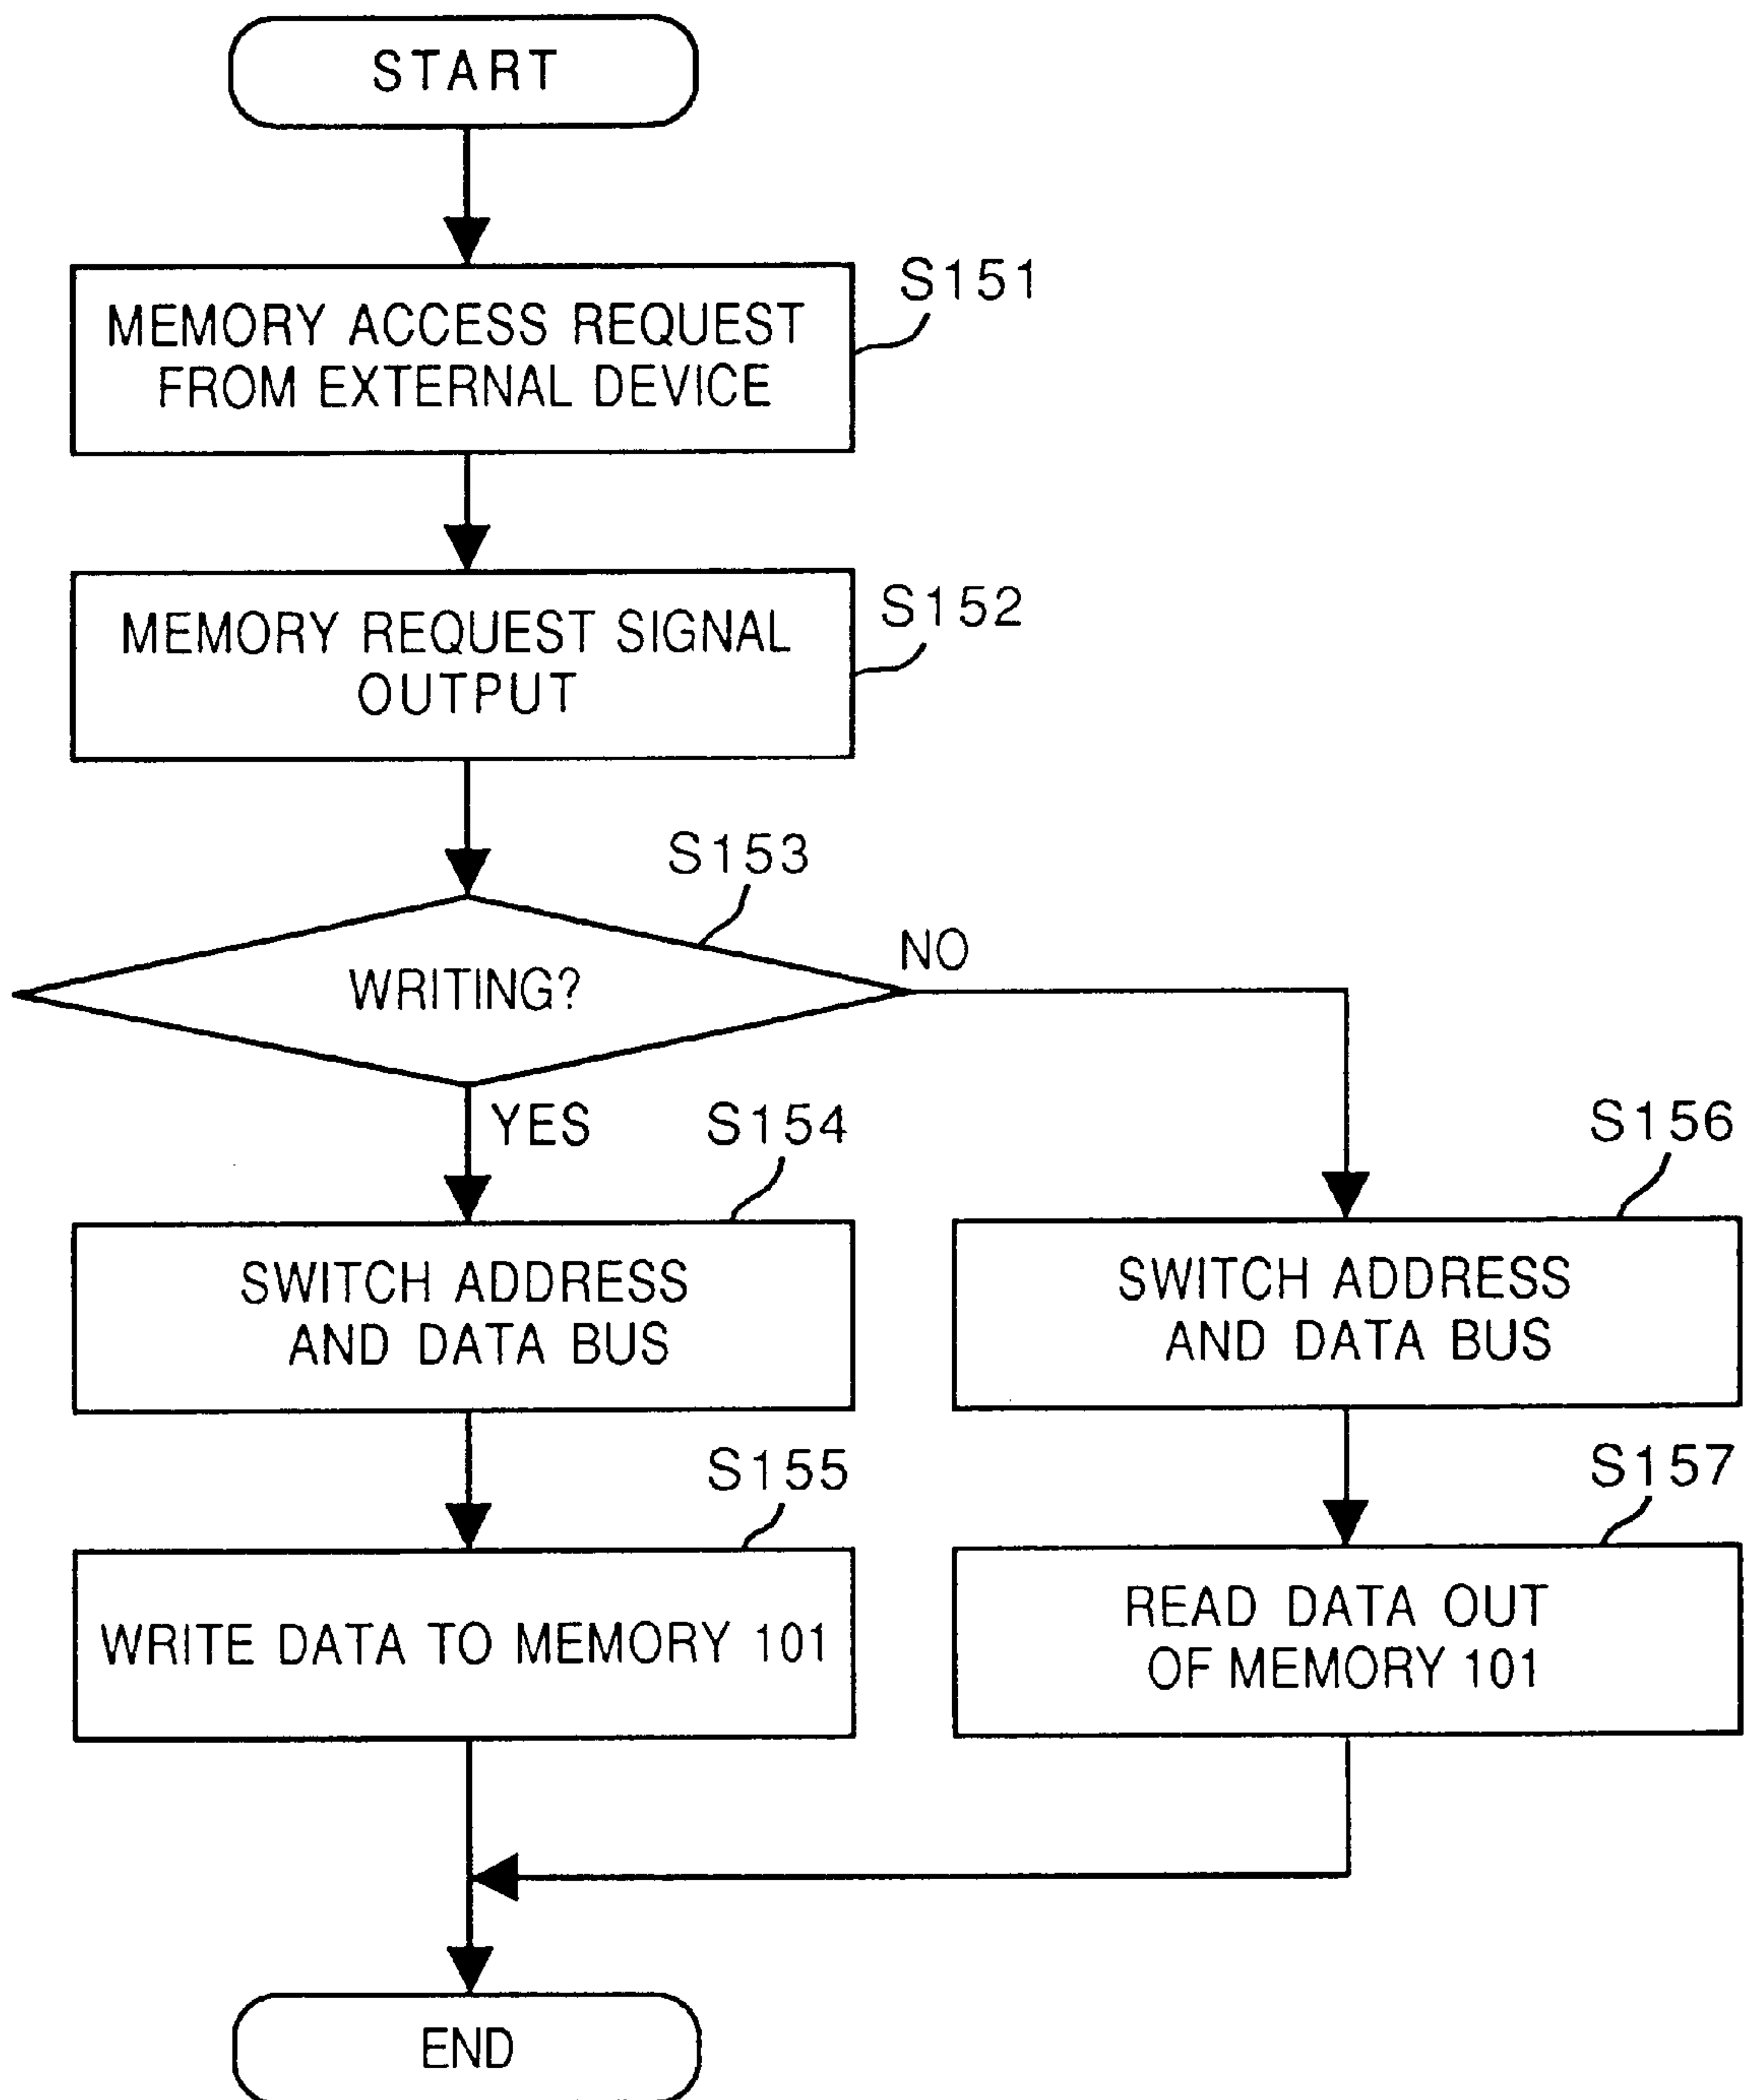 START
S151
MEMORY ACCESS REQUEST
FROM EXTERNAL DEVICE
S152
MEMORY REQUEST SIGNAL
OUTPUT
S153
WRITING?
NO
YES
S154
SWITCH ADDRESS
AND DATA BUS
S155
WRITE DATA TO MEMORY 101
S156
SWITCH ADDRESS
AND DATA BUS
S157
READ DATA OUT
OF MEMORY 101
END